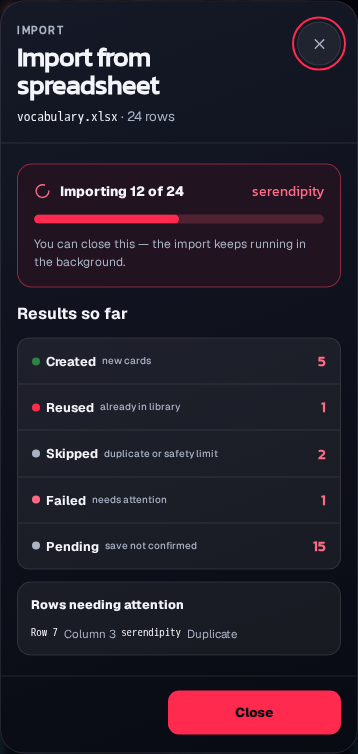 IMPORT
Import from
spreadsheet
vocabulary.xlsx · 24 rows
Importing 12 of 24 serendipity
You can close this — the import keeps running in
the background.
Results so far
Created new cards 5
Reused already in library 1
Skipped duplicate or safety limit 2
Failed needs attention 1
Pending save not confirmed 15
Rows needing attention
Row 7 Column 3 serendipity Duplicate
Close